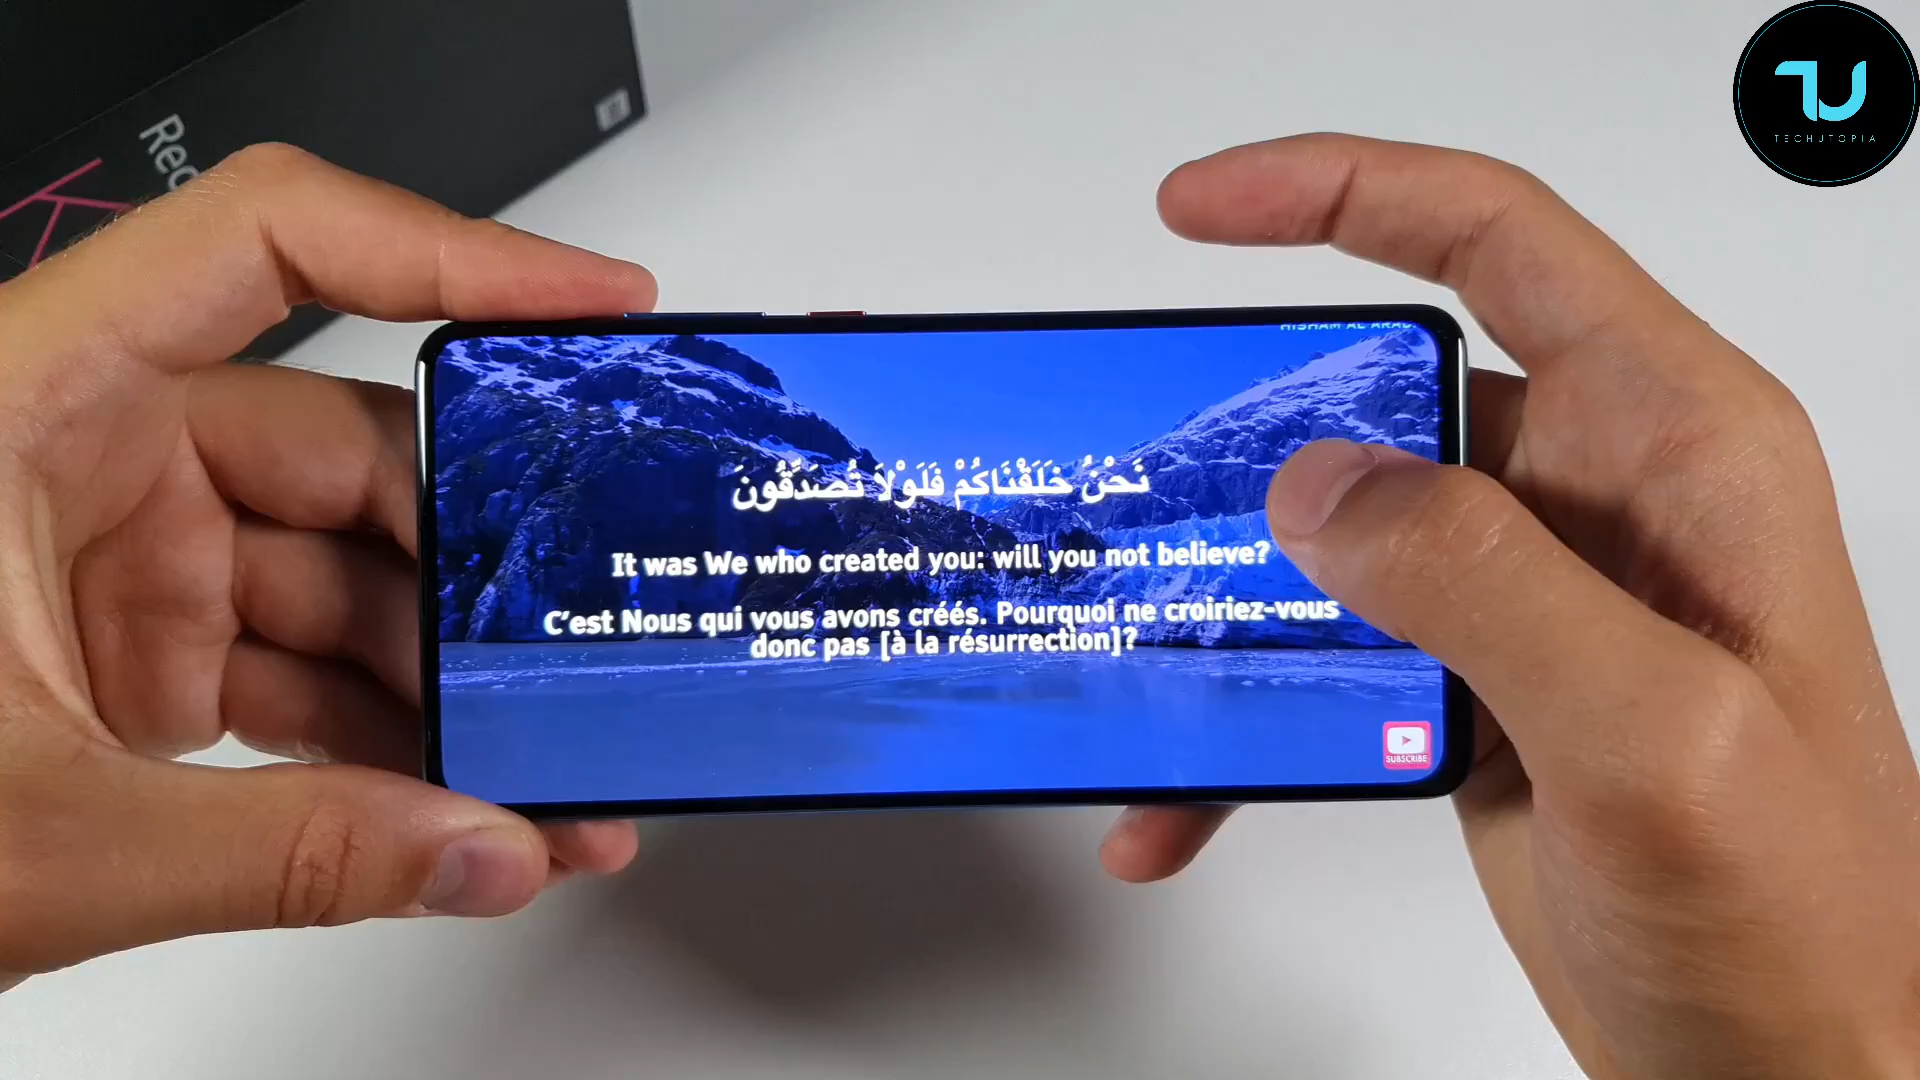 TECHUTOPIA
نَحْنُ خَلَقْنَاكُمْ فَلَوْلاَ تُصَدِّقُونَ
It was We who created you: will you not believe?
C'est Nous qui vous avons créés. Pourquoi ne croiriez-vous
donc pas [à la résurrection]?
SUBSCRIBE